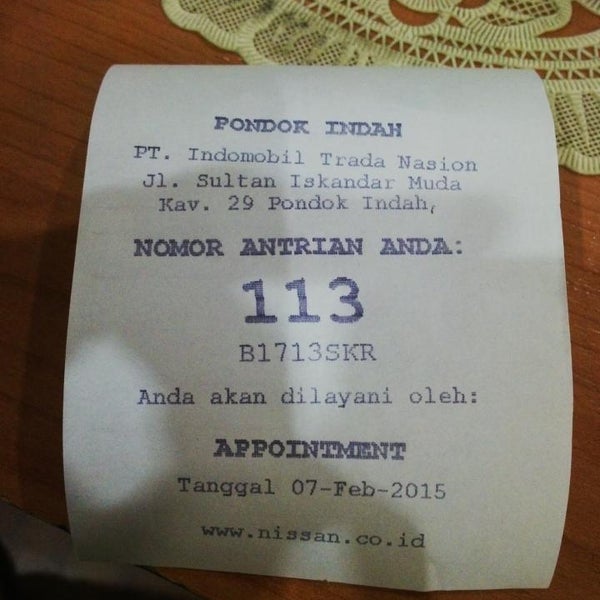 PONDOK INDAH
PT. Indomobil Trada Nasion
Jl. Sultan Iskandar Muda
Kav. 29 Pondok Indah,
NOMOR ANTRIAN ANDA:
113
B1713SKR
Anda akan dilayani oleh:
APPOINTMENT
Tanggal 07-Feb-2015
www.nissan.co.id